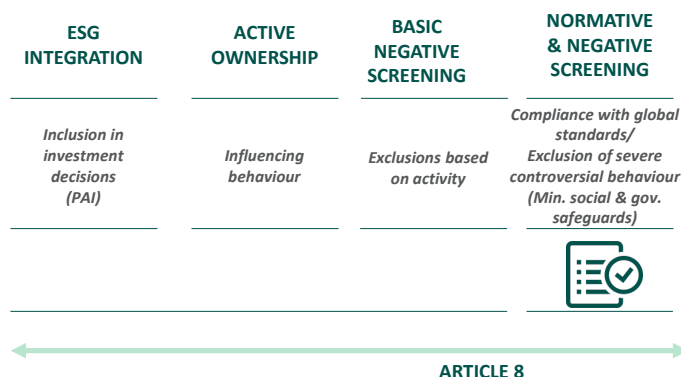 ESG
INTEGRATION
ACTIVE
OWNERSHIP
BASIC
NEGATIVE
SCREENING
NORMATIVE
& NEGATIVE
SCREENING
Inclusion in
investment
decisions
(PAI)
Influencing
behaviour
Exclusions based
on activity
Compliance with global
standards/
Exclusion of severe
controversial behaviour
(Min. social & gov.
safeguards)
ARTICLE 8